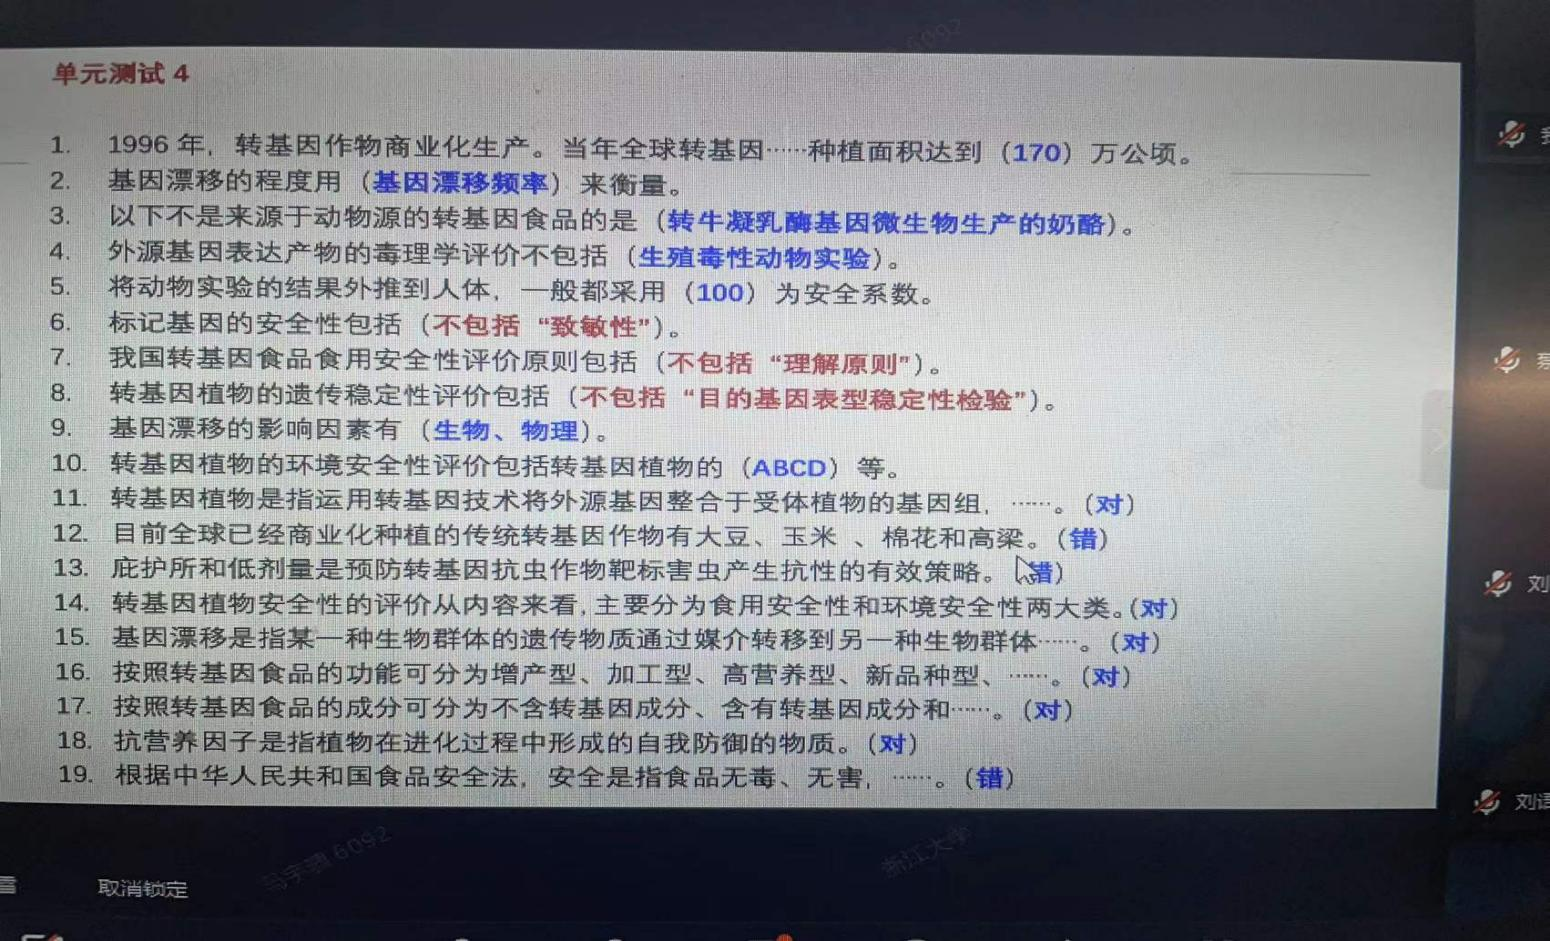 单元测试 4
1. 1996 年，转基因作物商业化生产。当年全球转基因……种植面积达到（170）万公顷。
2. 基因漂移的程度用（基因漂移频率）来衡量。
3. 以下不是来源于动物源的转基因食品的是（转牛凝乳酶基因微生物生产的奶酪）。
4. 外源基因表达产物的毒理学评价不包括（生殖毒性动物实验）。
5. 将动物实验的结果外推到人体，一般都采用（100）为安全系数。
6. 标记基因的安全性包括（不包括“致敏性”）。
7. 我国转基因食品食用安全性评价原则包括（不包括“理解原则”）。
8. 转基因植物的遗传稳定性评价包括（不包括“目的基因表型稳定性检验”）。
9. 基因漂移的影响因素有（生物、物理）。
10. 转基因植物的环境安全性评价包括转基因植物的（ABCD）等。
11. 转基因植物是指运用转基因技术将外源基因整合于受体植物的基因组，……。（对）
12. 目前全球已经商业化种植的传统转基因作物有大豆、玉米 、棉花和高粱。（错）
13. 庇护所和低剂量是预防转基因抗虫作物靶标害虫产生抗性的有效策略。（错）
14. 转基因植物安全性的评价从内容来看，主要分为食用安全性和环境安全性两大类。（对）
15. 基因漂移是指某一种生物群体的遗传物质通过媒介转移到另一种生物群体……。（对）
16. 按照转基因食品的功能可分为增产型、加工型、高营养型、新品种型、……。（对）
17. 按照转基因食品的成分可分为不含转基因成分、含有转基因成分和……。（对）
18. 抗营养因子是指植物在进化过程中形成的自我防御的物质。（对）
19. 根据中华人民共和国食品安全法，安全是指食品无毒、无害，……。（错）
刘
刘语
6092
浙江大学
取消锁定